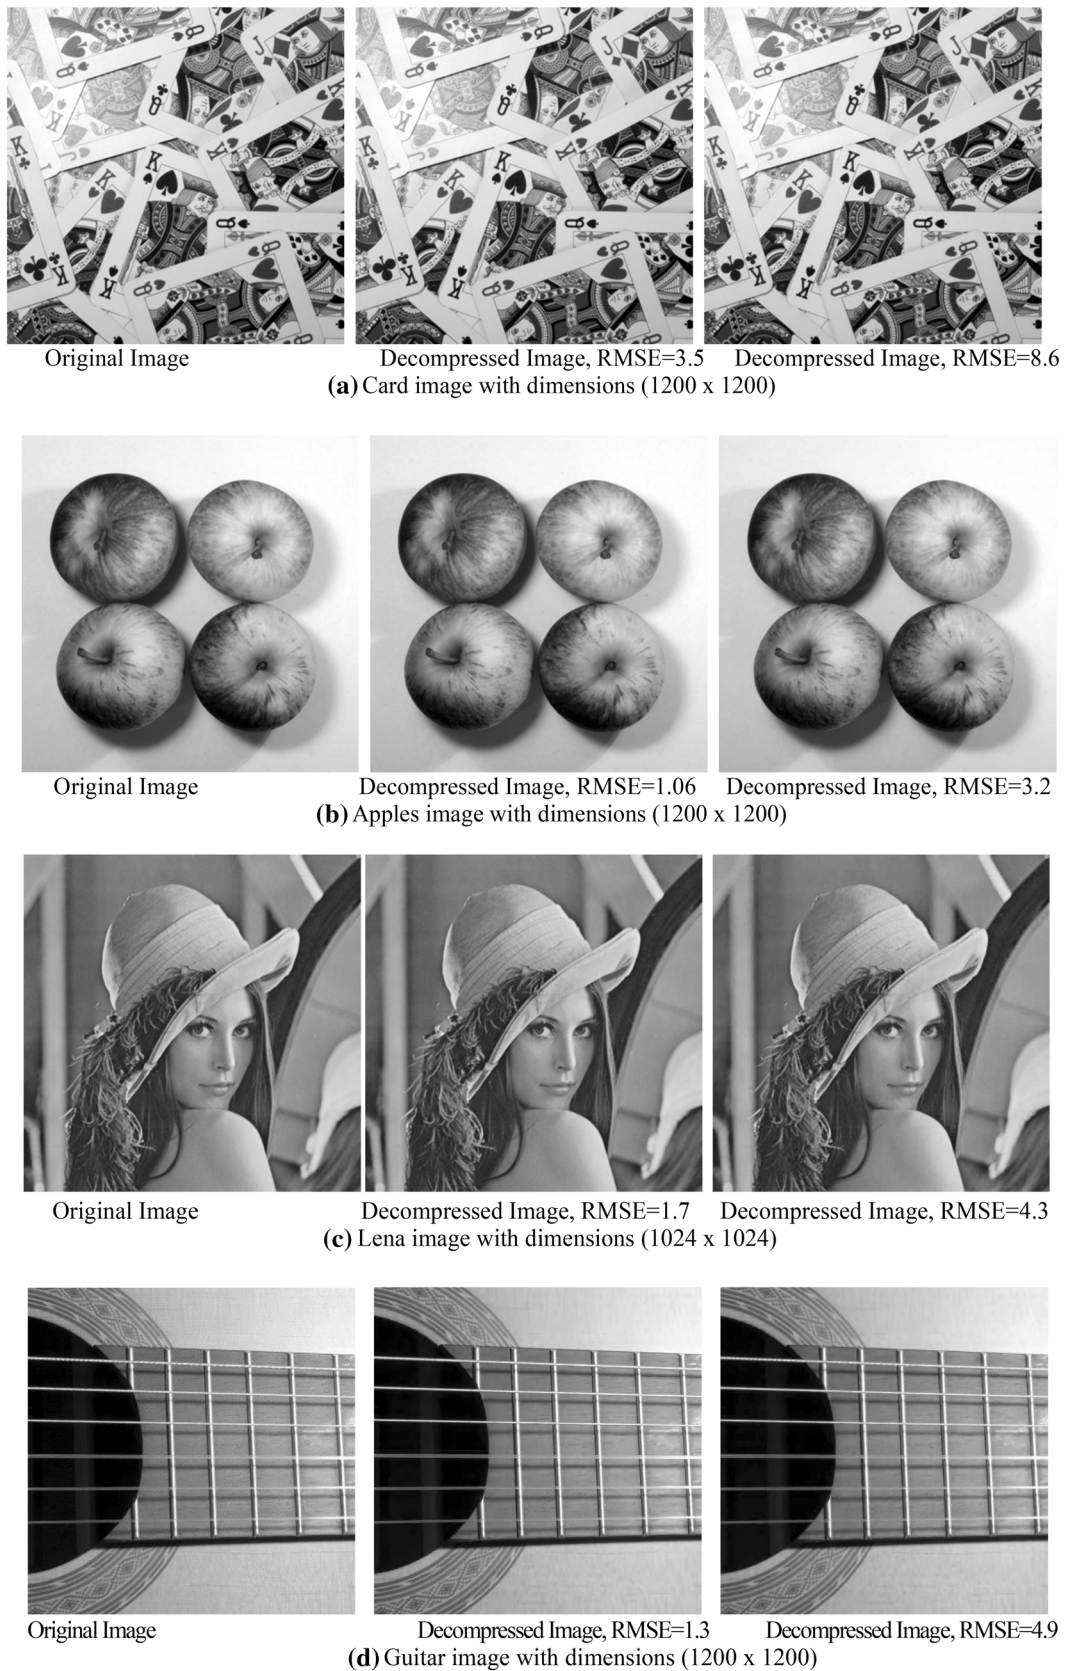 Original Image Decompressed Image, RMSE=3.5 Decompressed Image, RMSE=8.6
(a) Card image with dimensions (1200 x 1200)
Original Image Decompressed Image, RMSE=1.06 Decompressed Image, RMSE=3.2
(b) Apples image with dimensions (1200 x 1200)
Original Image Decompressed Image, RMSE=1.7 Decompressed Image, RMSE=4.3
(c) Lena image with dimensions (1024 x 1024)
Original Image Decompressed Image, RMSE=1.3 Decompressed Image, RMSE=4.9
(d) Guitar image with dimensions (1200 x 1200)